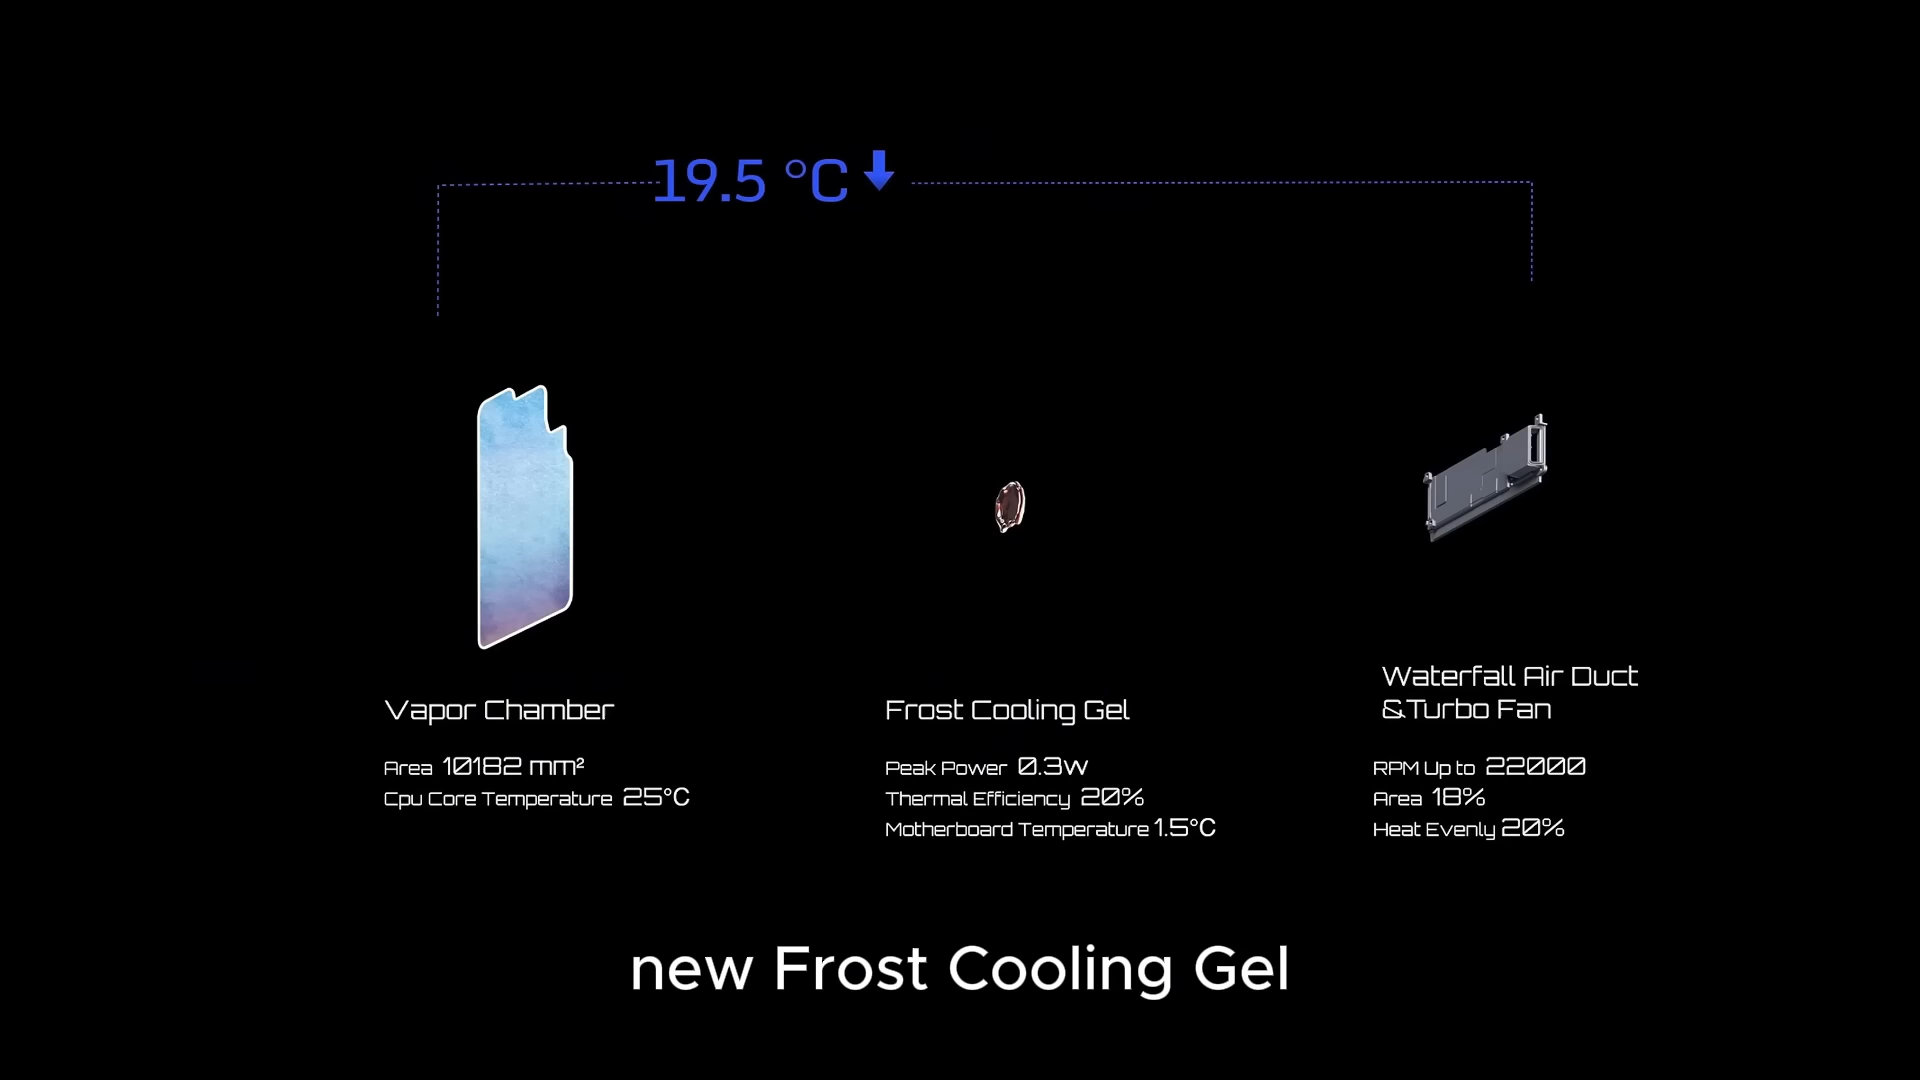 19.5 °C
Vapor Chamber
Area 10182 mm²
Cpu Core Temperature 25°C
Frost Cooling Gel
Peak Power 0.3w
Thermal Efficiency 20%
Motherboard Temperature 1.5°C
Waterfall Air Duct
&Turbo Fan
RPM Up to 22000
Area 18%
Heat Evenly 20%
new Frost Cooling Gel